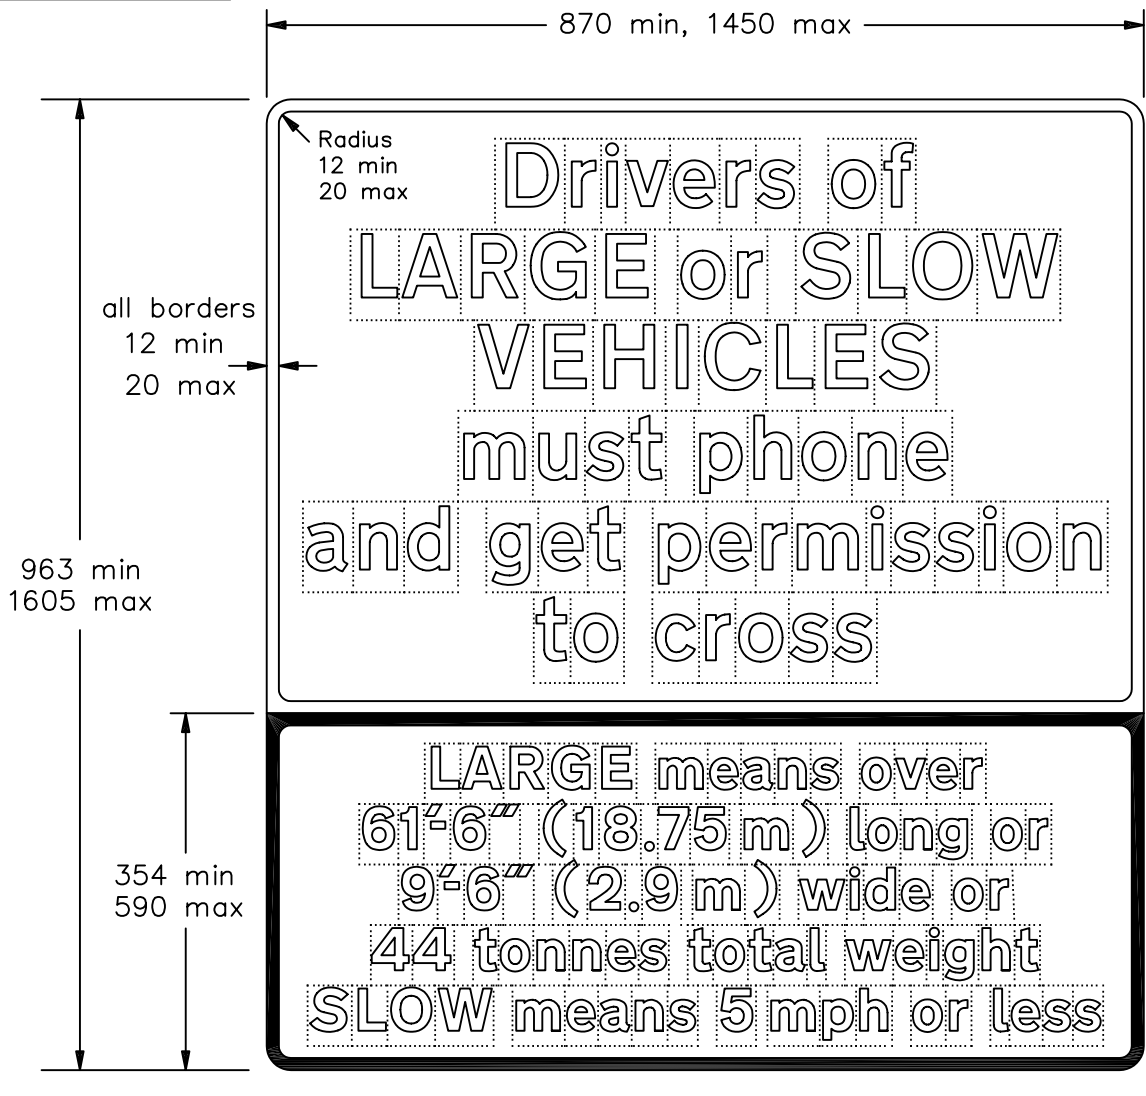 870 min, 1450 max
Radius
12 min
20 max
Drivers of
LARGE or SLOW
VEHICLES
must phone
and get permission
to cross
all borders
12 min
20 max
963 min
1605 max
354 min
590 max
LARGE means over
61'-6" (18.75 m) long or
9'-6" (2.9 m) wide or
44 tonnes total weight
SLOW means 5 mph or less